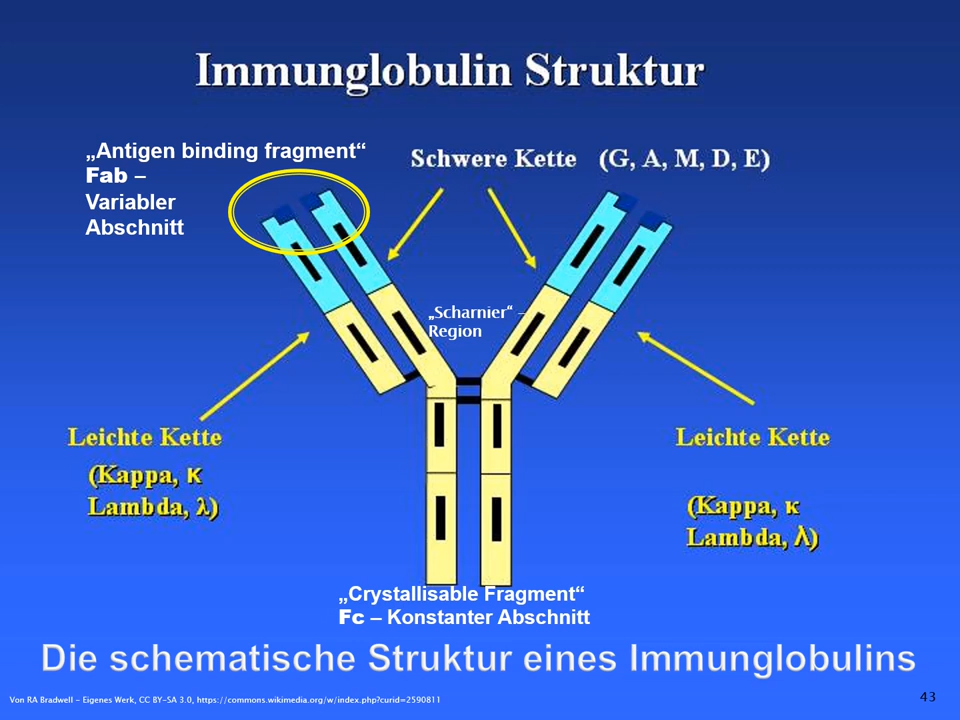 Immunglobulin Struktur
„Antigen binding fragment“
Fab –
Variabler
Abschnitt
Schwere Kette (G, A, M, D, E)
„Scharnier“ –
Region
Leichte Kette
(Kappa, κ
Lambda, λ)
Leichte Kette
(Kappa, κ
Lambda, λ)
„Crystallisable Fragment“
Fc – Konstanter Abschnitt
Die schematische Struktur eines Immunglobulins
Von RA Bradwell – Eigenes Werk, CC BY-SA 3.0, https://commons.wikimedia.org/w/index.php?curid=2590811
43